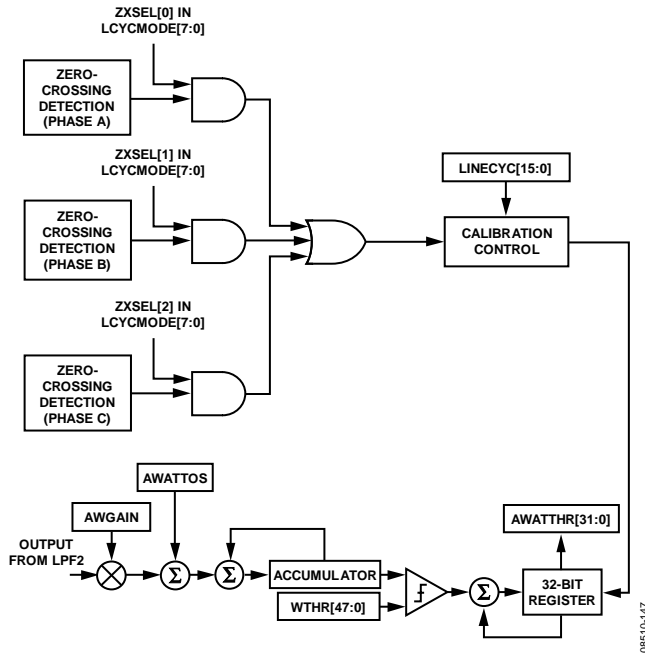 ZXSEL[0] IN
LCYCMODE[7:0]
ZERO-
CROSSING
DETECTION
(PHASE A)
ZXSEL[1] IN
LCYCMODE[7:0]
LINECYC[15:0]
ZERO-
CROSSING
DETECTION
(PHASE B)
CALIBRATION
CONTROL
ZXSEL[2] IN
LCYCMODE[7:0]
ZERO-
CROSSING
DETECTION
(PHASE C)
AWATTOS
AWGAIN
AWATTHR[31:0]
OUTPUT
FROM LPF2
Σ
Σ
ACCUMULATOR
WTHR[47:0]
Σ
32-BIT
REGISTER
08510-147